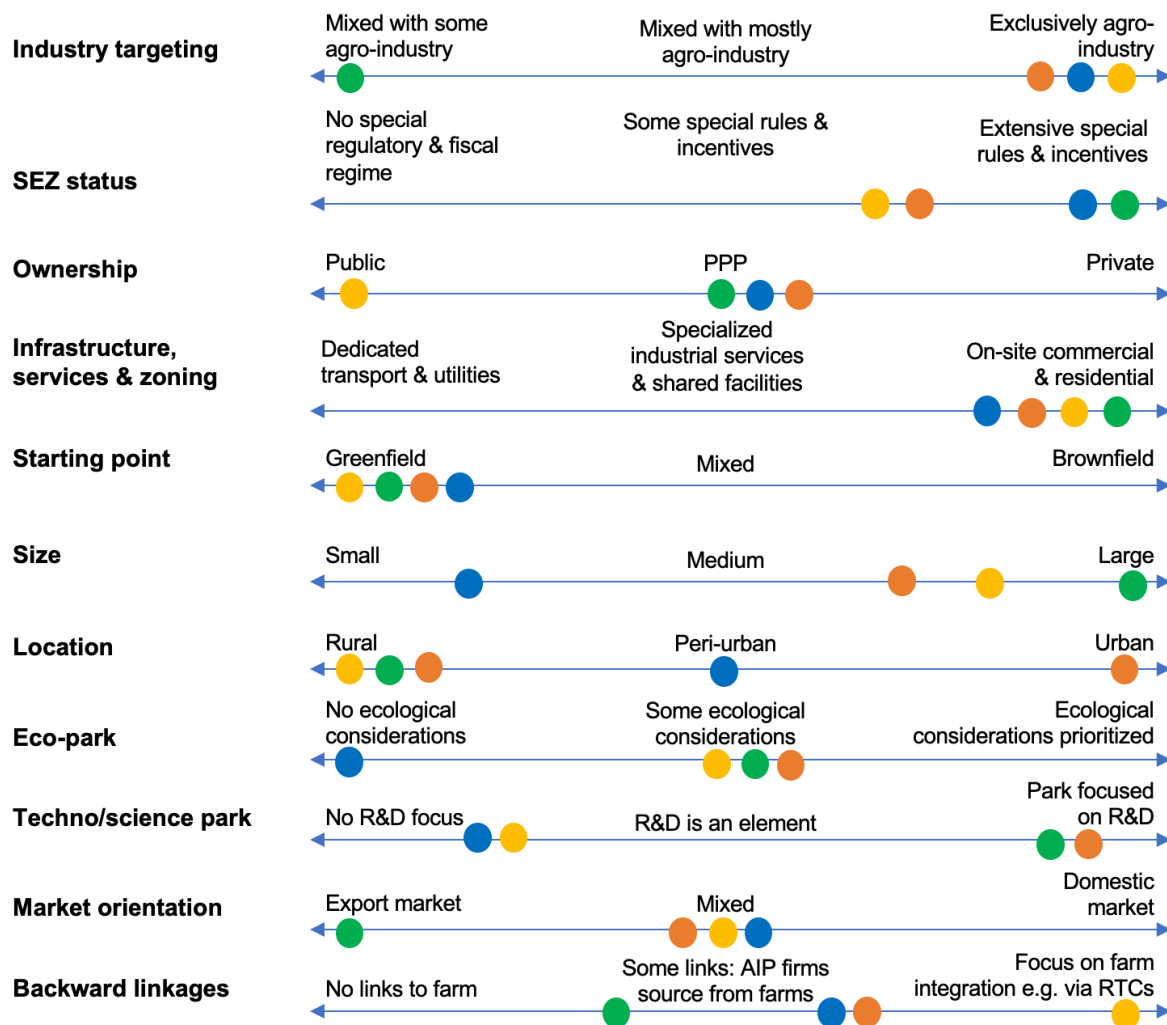 Industry targeting
Mixed with some
agro-industry
Mixed with mostly
agro-industry
Exclusively agro-
industry
SEZ status
No special
regulatory & fiscal
regime
Some special rules &
incentives
Extensive special
rules & incentives
Ownership
Public
PPP
Private
Infrastructure,
services & zoning
Dedicated
transport & utilities
Specialized
industrial services
& shared facilities
On-site commercial
& residential
Starting point
Greenfield
Mixed
Brownfield
Size
Small
Medium
Large
Location
Rural
Peri-urban
Urban
Eco-park
No ecological
considerations
Some ecological
considerations
Ecological
considerations prioritized
Techno/science park
No R&D focus
R&D is an element
Park focused
on R&D
Market orientation
Export market
Mixed
Domestic
market
Backward linkages
No links to farm
Some links: AIP firms
source from farms
Focus on farm
integration e.g. via RTCs